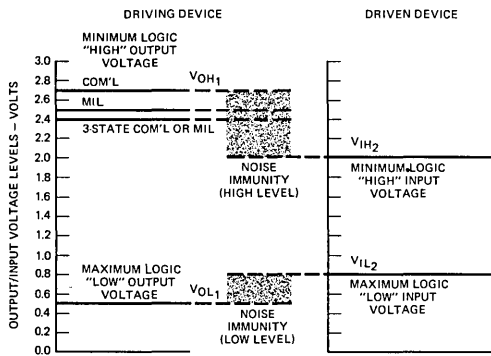 DRIVING DEVICE
DRIVEN DEVICE
MINIMUM LOGIC
"HIGH" OUTPUT
VOLTAGE
COM'L
VOH1
MIL
3-STATE COM'L OR MIL
VIH2
NOISE
IMMUNITY
(HIGH LEVEL)
MINIMUM LOGIC
"HIGH" INPUT
VOLTAGE
MAXIMUM LOGIC
"LOW" OUTPUT
VOLTAGE
VOL1
VIL2
NOISE
IMMUNITY
(LOW LEVEL)
MAXIMUM LOGIC
"LOW" INPUT
VOLTAGE
OUTPUT/INPUT VOLTAGE LEVELS – VOLTS
3.0
2.8
2.6
2.4
2.2
2.0
1.8
1.6
1.4
1.2
1.0
0.8
0.6
0.4
0.2
0.0